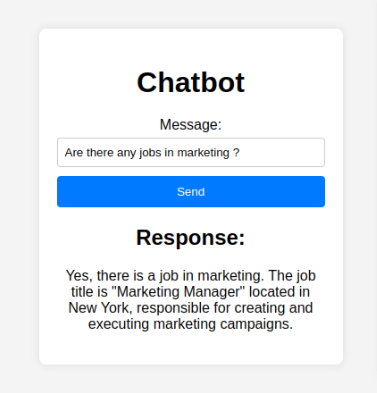 Chatbot
Message:
Are there any jobs in marketing ?
Send
Response:
Yes, there is a job in marketing. The job
title is "Marketing Manager" located in
New York, responsible for creating and
executing marketing campaigns.